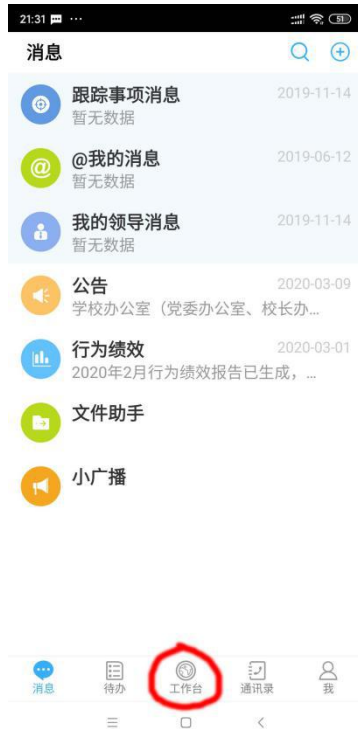 21:31 ... 51
消息
跟踪事项消息 2019-11-14
暂无数据
@我的消息 2019-06-12
暂无数据
我的领导消息 2019-11-14
暂无数据
公告 2020-03-09
学校办公室（党委办公室、校长办...
行为绩效 2020-03-01
2020年2月行为绩效报告已生成，...
文件助手
小广播
消息 待办 工作台 通讯录 我